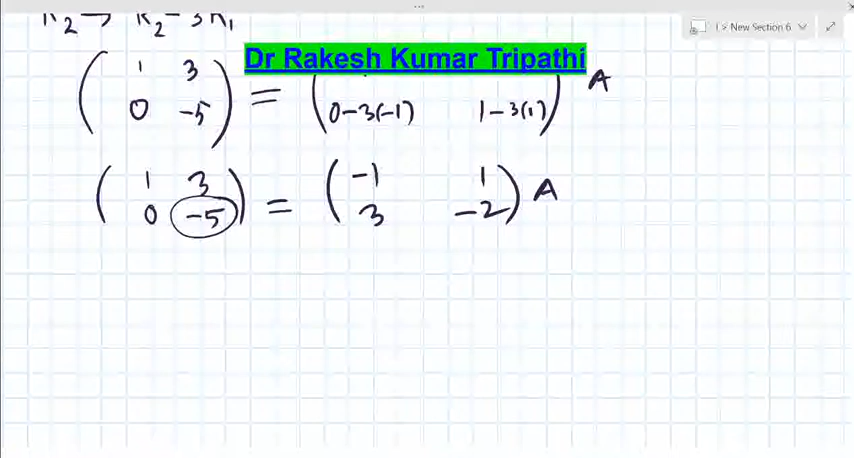 R₂ → R₂ - 3R₁
1 > New Section 6
Dr Rakesh Kumar Tripathi
( 1 3 ) = ( ) A
( 0 -5 ) ( 0-3(-1) 1-3(1) )
( 1 3 ) = ( -1 1 ) A
( 0 -5 ) ( 3 -2 )